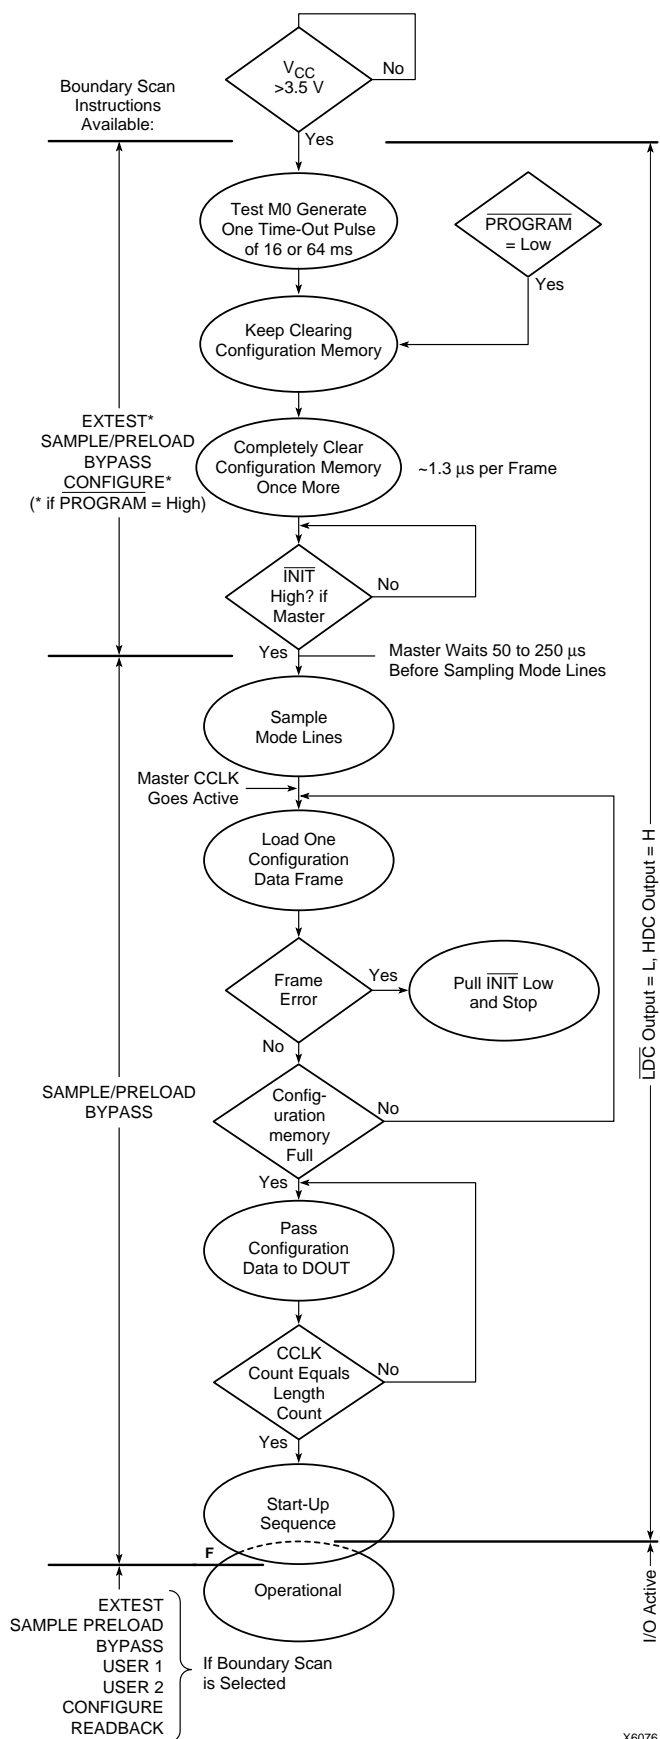 V_CC
>3.5 V
No
Yes
Boundary Scan
Instructions
Available:
Test M0 Generate
One Time-Out Pulse
of 16 or 64 ms
PROGRAM
= Low
Yes
Keep Clearing
Configuration Memory
EXTEST*
SAMPLE/PRELOAD
BYPASS
CONFIGURE*
(* if PROGRAM = High)
Completely Clear
Configuration Memory
Once More
~1.3 µs per Frame
INIT
High? if
Master
No
Yes
Master Waits 50 to 250 µs
Before Sampling Mode Lines
Sample
Mode Lines
Master CCLK
Goes Active
Load One
Configuration
Data Frame
LDC Output = L, HDC Output = H
Frame
Error
Yes
Pull INIT Low
and Stop
No
SAMPLE/PRELOAD
BYPASS
Config-
uration
memory
Full
No
Yes
Pass
Configuration
Data to DOUT
CCLK
Count Equals
Length
Count
No
Yes
Start-Up
Sequence
F
Operational
I/O Active
EXTEST
SAMPLE PRELOAD
BYPASS
USER 1
USER 2
CONFIGURE
READBACK
If Boundary Scan
is Selected
X6076